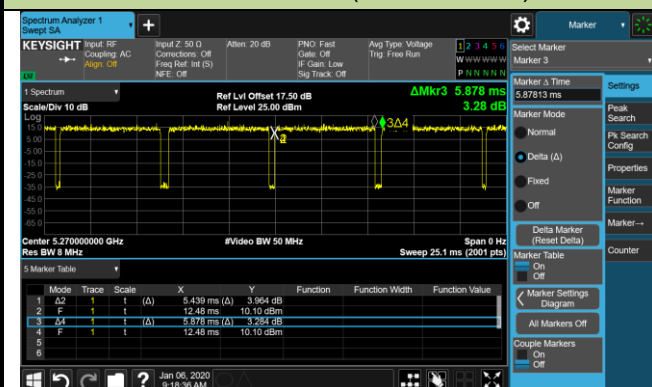 Spectrum Analyzer 1
Swept SA
+
Marker
KEYSIGHT
Input: RF
Coupling: AC
Align: Off
Input Z: 50 Ω
Corrections: Off
Freq Ref: Int (S)
NFE: Off
Atten: 20 dB
PNO: Fast
Gate: Off
IF Gain: Low
Sig Track: Off
Avg Type: Voltage
Trig: Free Run
1 2 3 4 5 6
W W W W W W
P N N N N N
LXI
Select Marker
Marker 3
1 Spectrum
Scale/Div 10 dB
Ref Lvl Offset 17.50 dB
Ref Level 25.00 dBm
ΔMkr3 5.878 ms
3.28 dB
Log
15.0
5.00
-5.00
-15.0
-25.0
-35.0
-45.0
-55.0
-65.0
3Δ4
Center 5.270000000 GHz
Res BW 8 MHz
#Video BW 50 MHz
Span 0 Hz
Sweep 25.1 ms (2001 pts)
5 Marker Table
Mode Trace Scale X Y Function Function Width Function Value
1 Δ2 1 t (Δ) 5.439 ms (Δ) 3.964 dB
2 F 1 t 12.48 ms 10.10 dBm
3 Δ4 1 t (Δ) 5.878 ms (Δ) 3.284 dB
4 F 1 t 12.48 ms 10.10 dBm
5
6
Marker Δ Time
5.87813 ms
Marker Mode
Normal
Delta (Δ)
Fixed
Off
Delta Marker
(Reset Delta)
Marker Table
On
Off
Marker Settings
Diagram
All Markers Off
Couple Markers
On
Off
Settings
Peak
Search
Pk Search
Config
Properties
Marker
Function
Marker→
Counter
?
Jan 06, 2020
9:18:36 AM